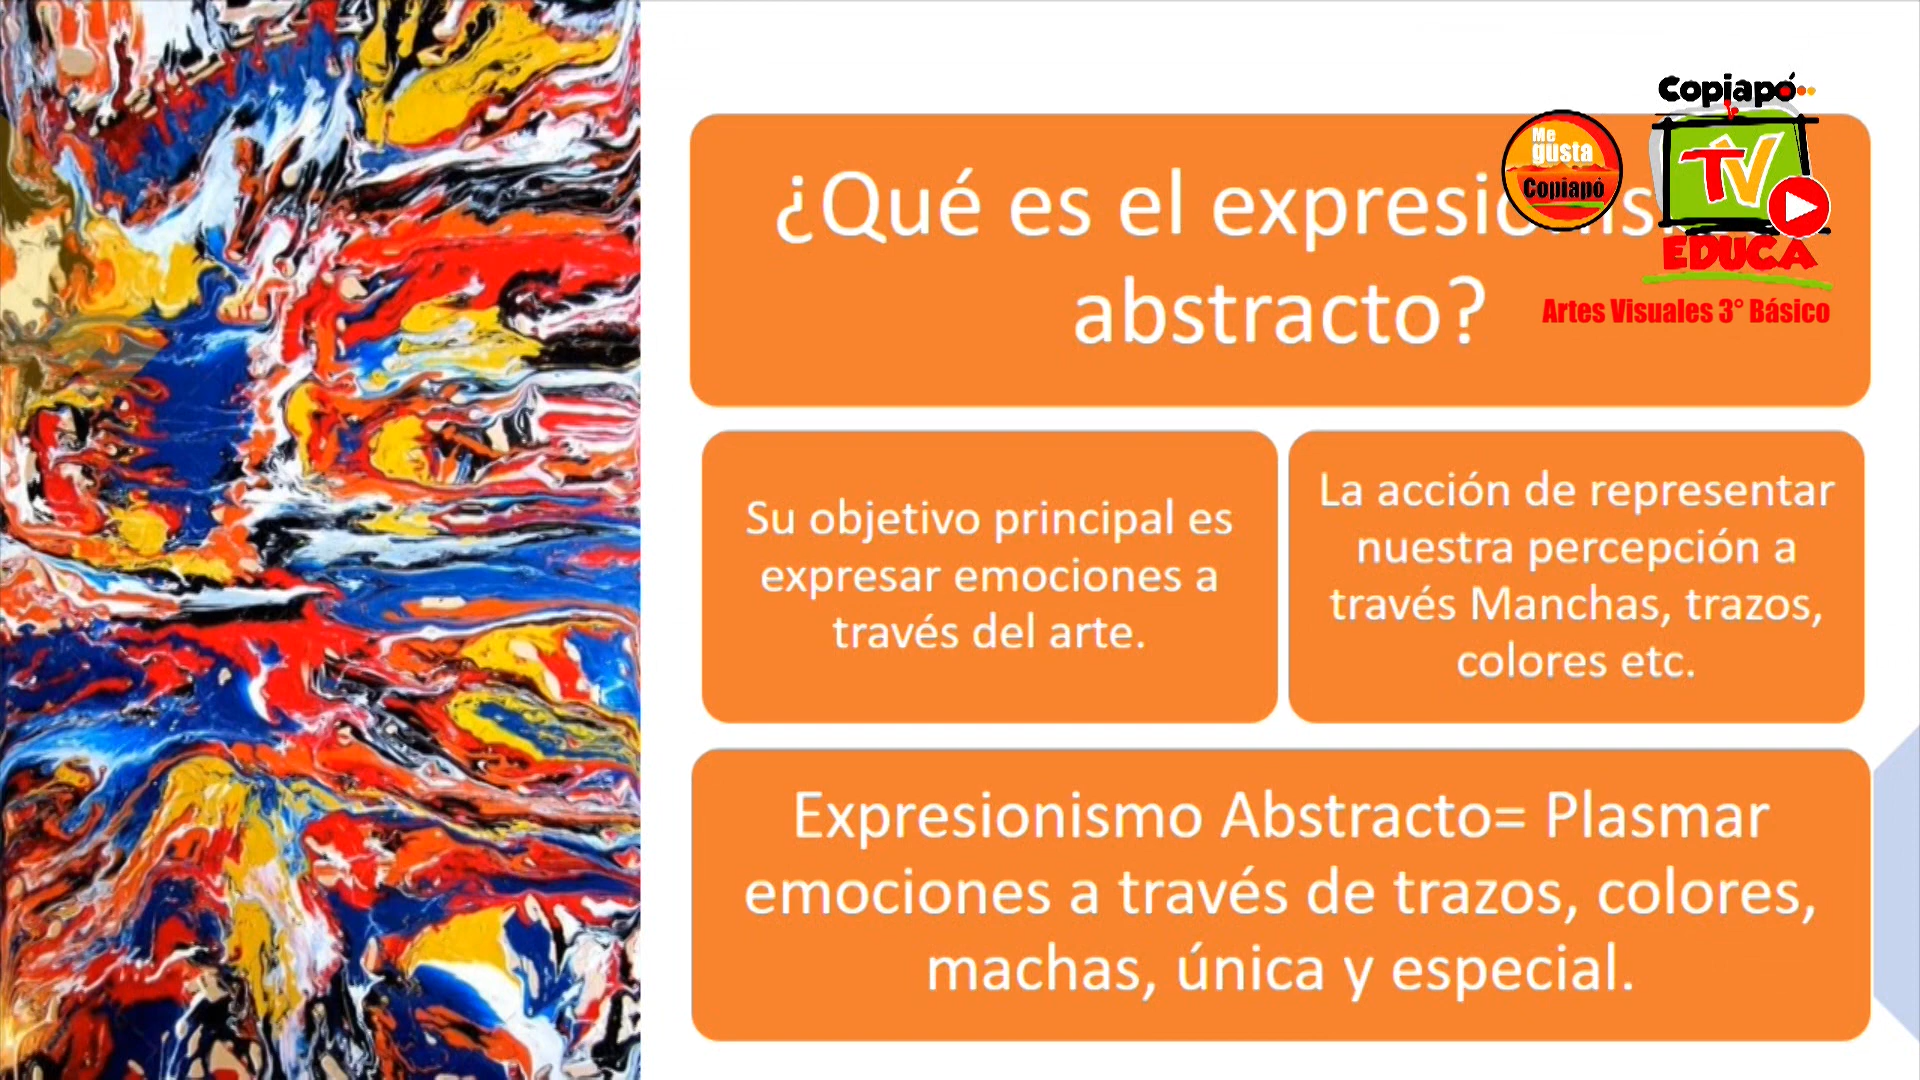 Copiapó
Me
gusta
Copiapó
TV
EDUCA
Artes Visuales 3° Básico
¿Qué es el
abstracto?
Su objetivo principal es
expresar emociones a
través del arte.
La acción de representar
nuestra percepción a
través Manchas, trazos,
colores etc.
Expresionismo Abstracto= Plasmar
emociones a través de trazos, colores,
machas, única y especial.